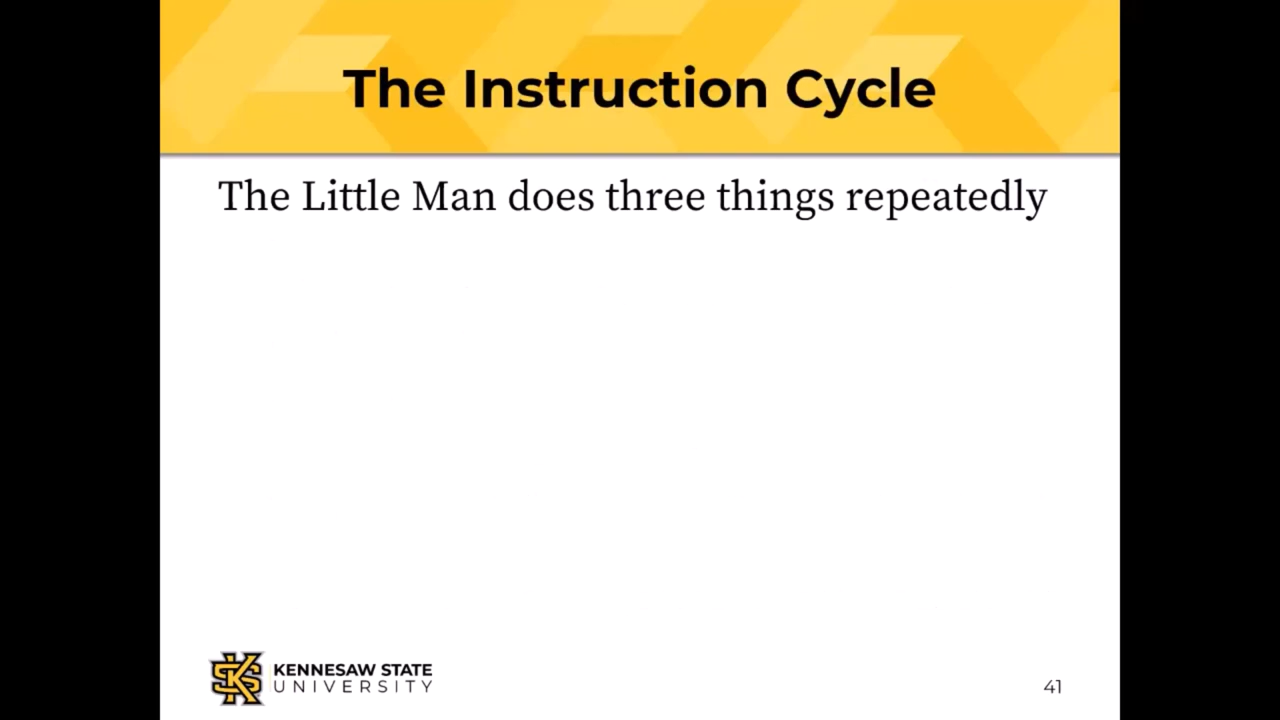 The Instruction Cycle
The Little Man does three things repeatedly
KENNESAW STATE
UNIVERSITY
41